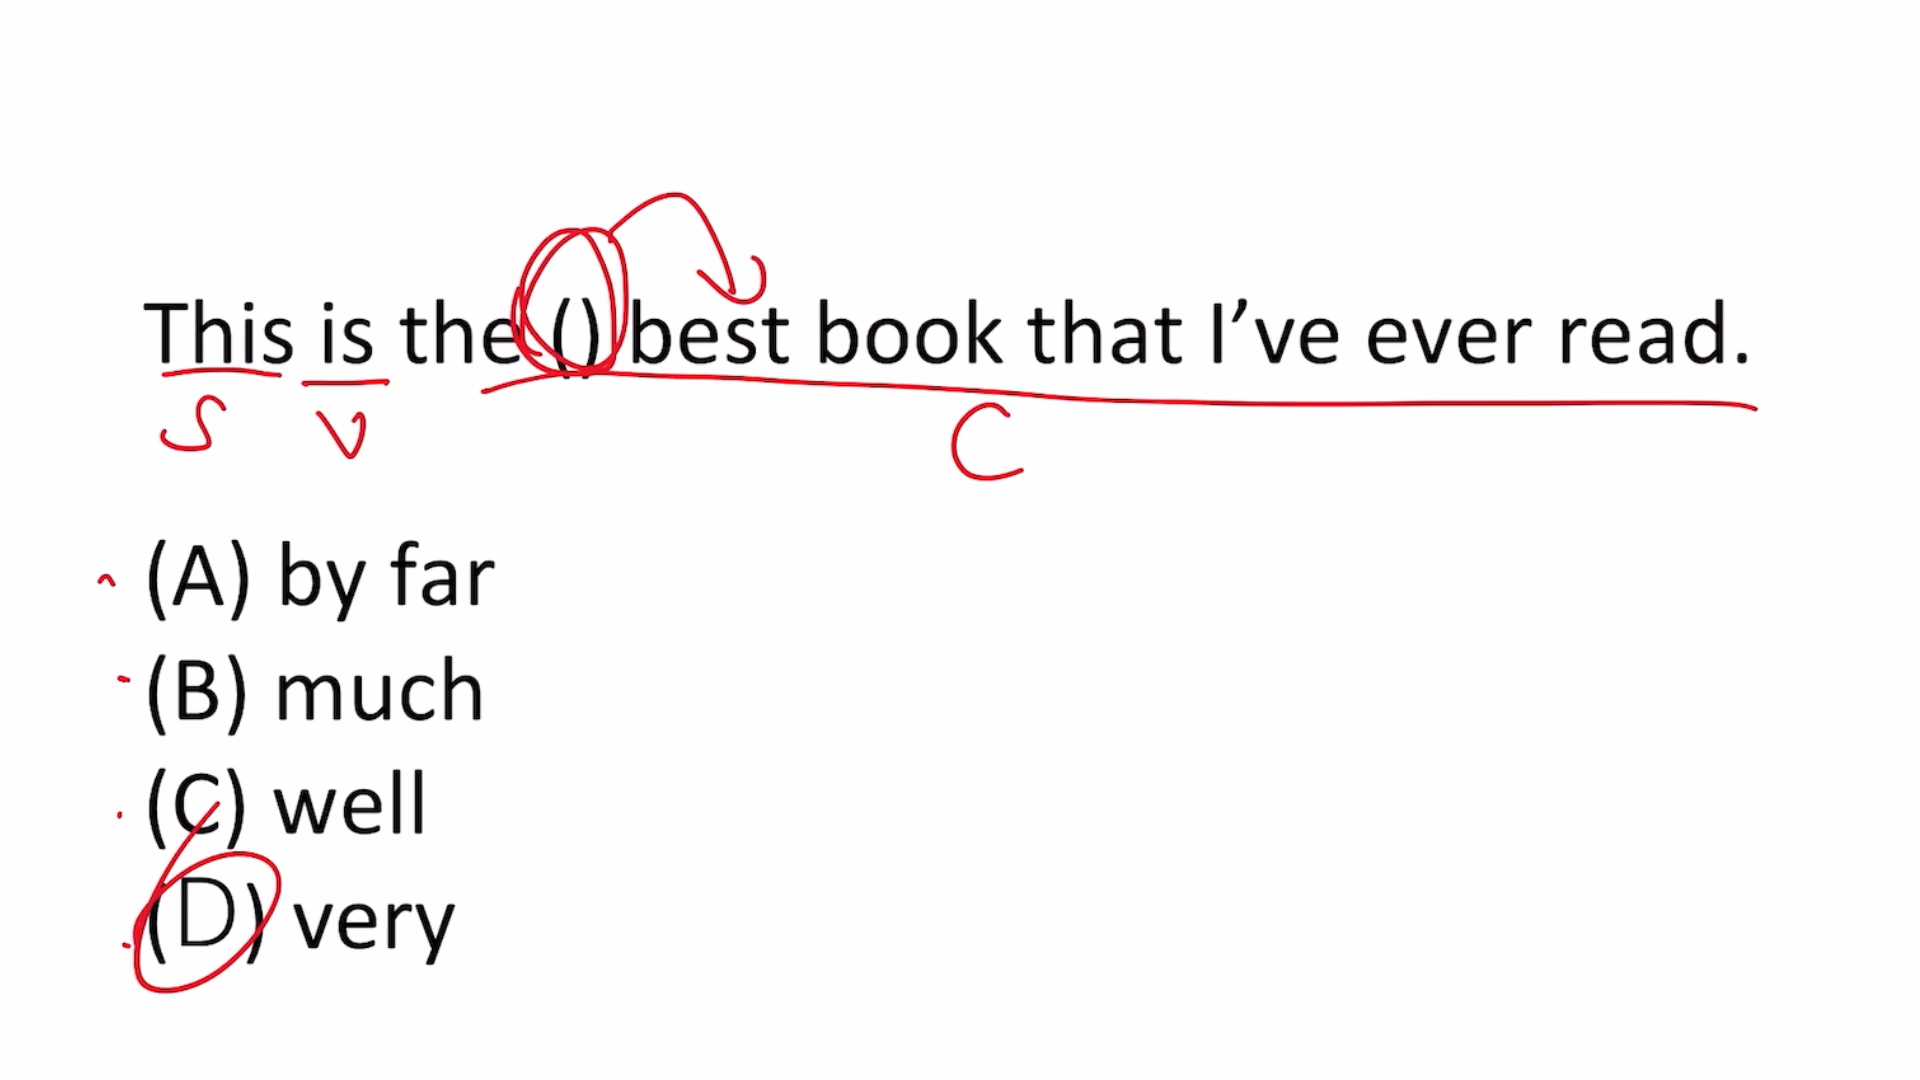 This is the () best book that I’ve ever read.
S V C
(A) by far
(B) much
(C) well
(D) very